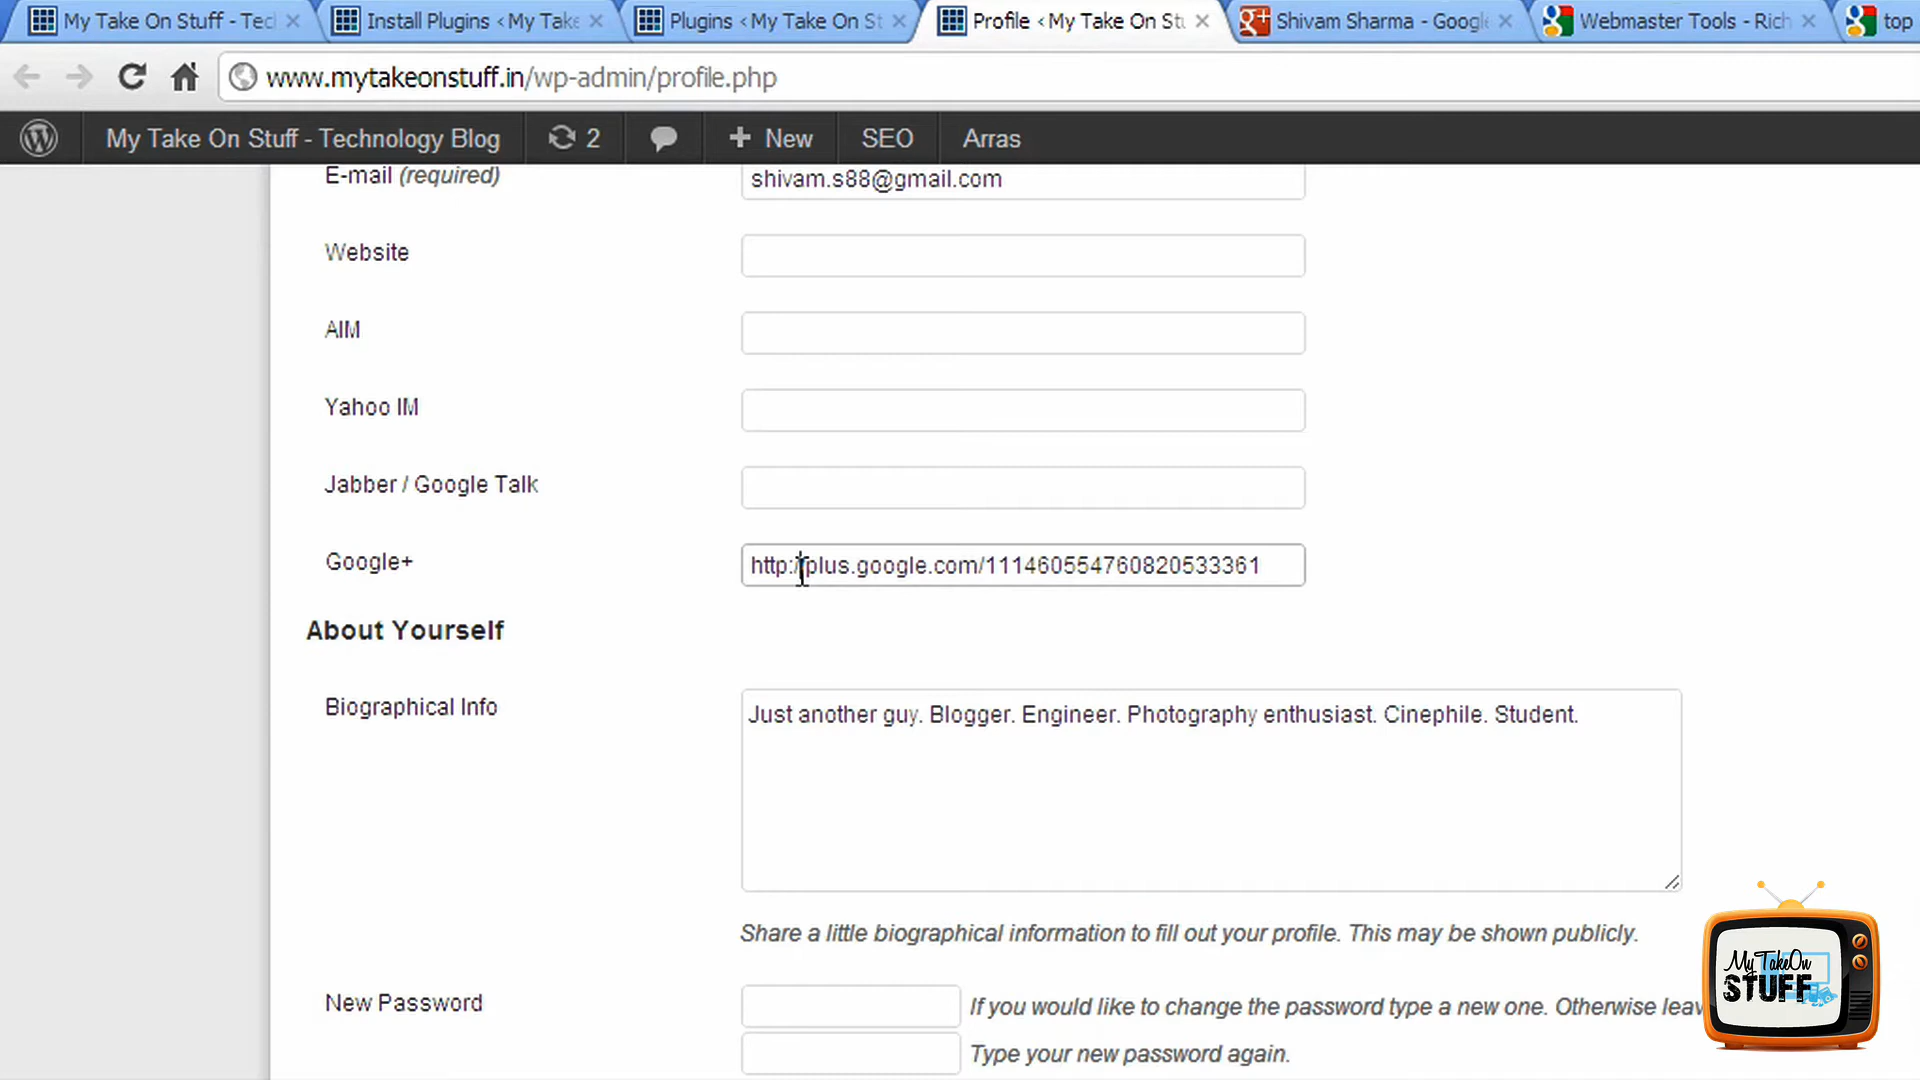 My Take On Stuff - Tec
Install Plugins ‹ My Take
Plugins ‹ My Take On St
Profile ‹ My Take On Stu
Shivam Sharma - Google
Webmaster Tools - Rich
top
www.mytakeonstuff.in/wp-admin/profile.php
My Take On Stuff - Technology Blog
2
+ New
SEO
Arras
E-mail (required)
shivam.s88@gmail.com
Website
AIM
Yahoo IM
Jabber / Google Talk
Google+
http://plus.google.com/111460554760820533361
About Yourself
Biographical Info
Just another guy. Blogger. Engineer. Photography enthusiast. Cinephile. Student.
Share a little biographical information to fill out your profile. This may be shown publicly.
New Password
If you would like to change the password type a new one. Otherwise leav
Type your new password again.
My TakeOn
STUFF